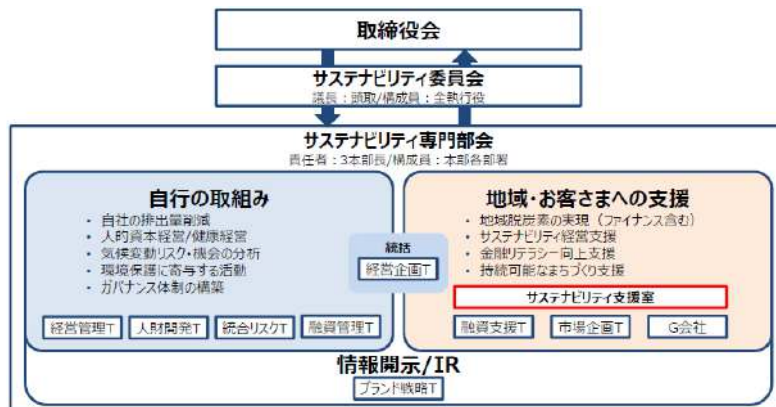 取締役会
サステナビリティ委員会
議長：頭取/構成員：全執行役
サステナビリティ専門部会
責任者：3本部長/構成員：本部各部署
自行の取組み
・ 自社の排出量削減
・ 人的資本経営/健康経営
・ 気候変動リスク・機会の分析
・ 環境保護に寄与する活動
・ ガバナンス体制の構築
経営管理T
人財開発T
統合リスクT
融資管理T
統括
経営企画T
地域・お客さまへの支援
・ 地域脱炭素の実現（ファイナンス含む）
・ サステナビリティ経営支援
・ 金融リテラシー向上支援
・ 持続可能なまちづくり支援
サステナビリティ支援室
融資支援T
市場企画T
G会社
情報開示/IR
ブランド戦略T